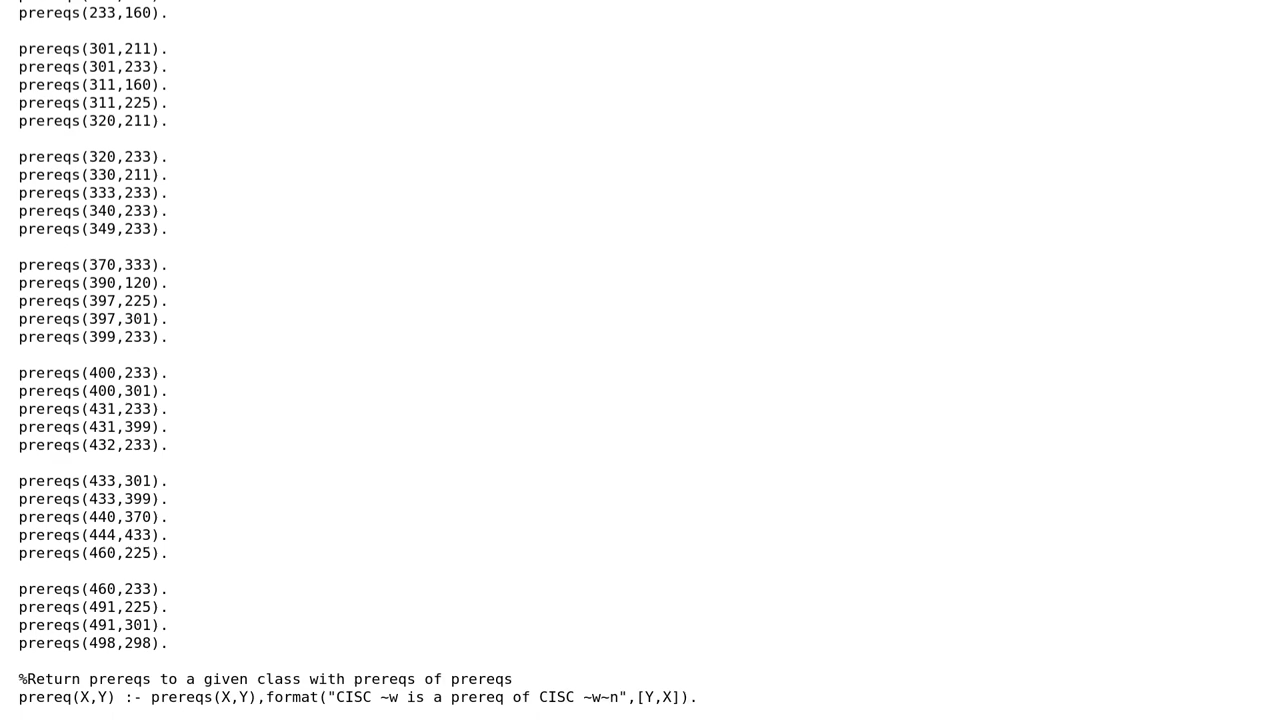 prereqs(233,160).
prereqs(301,211).
prereqs(301,233).
prereqs(311,160).
prereqs(311,225).
prereqs(320,211).
prereqs(320,233).
prereqs(330,211).
prereqs(333,233).
prereqs(340,233).
prereqs(349,233).
prereqs(370,333).
prereqs(390,120).
prereqs(397,225).
prereqs(397,301).
prereqs(399,233).
prereqs(400,233).
prereqs(400,301).
prereqs(431,233).
prereqs(431,399).
prereqs(432,233).
prereqs(433,301).
prereqs(433,399).
prereqs(440,370).
prereqs(444,433).
prereqs(460,225).
prereqs(460,233).
prereqs(491,225).
prereqs(491,301).
prereqs(498,298).
%Return prereqs to a given class with prereqs of prereqs
prereq(X,Y) :- prereqs(X,Y),format("CISC ~w is a prereq of CISC ~w~n",[Y,X]).